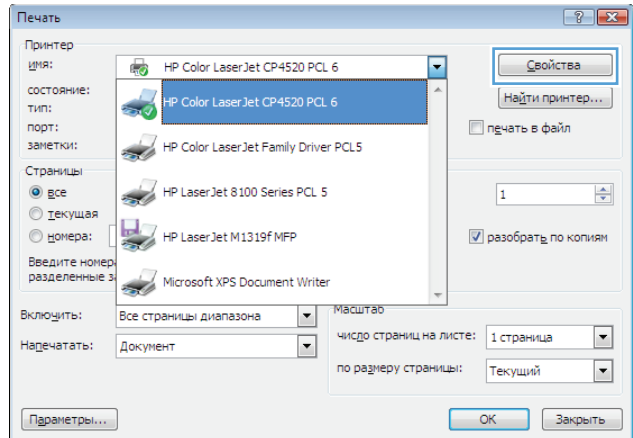 Печать
Принтер
имя: HP Color LaserJet CP4520 PCL 6 Свойства
состояние: HP Color LaserJet CP4520 PCL 6 Найти принтер...
тип:
порт: HP Color LaserJet Family Driver PCL5 печать в файл
заметки:
Страницы
все HP LaserJet 8100 Series PCL 5 1
текущая
номера: HP LaserJet M1319f MFP разобрать по копиям
Введите
разделенные
Microsoft XPS Document Writer
Включить: Все страницы диапазона Масштаб
число страниц на листе: 1 страница
Напечатать: Документ
по размеру страницы: Текущий
Параметры... OK Закрыть